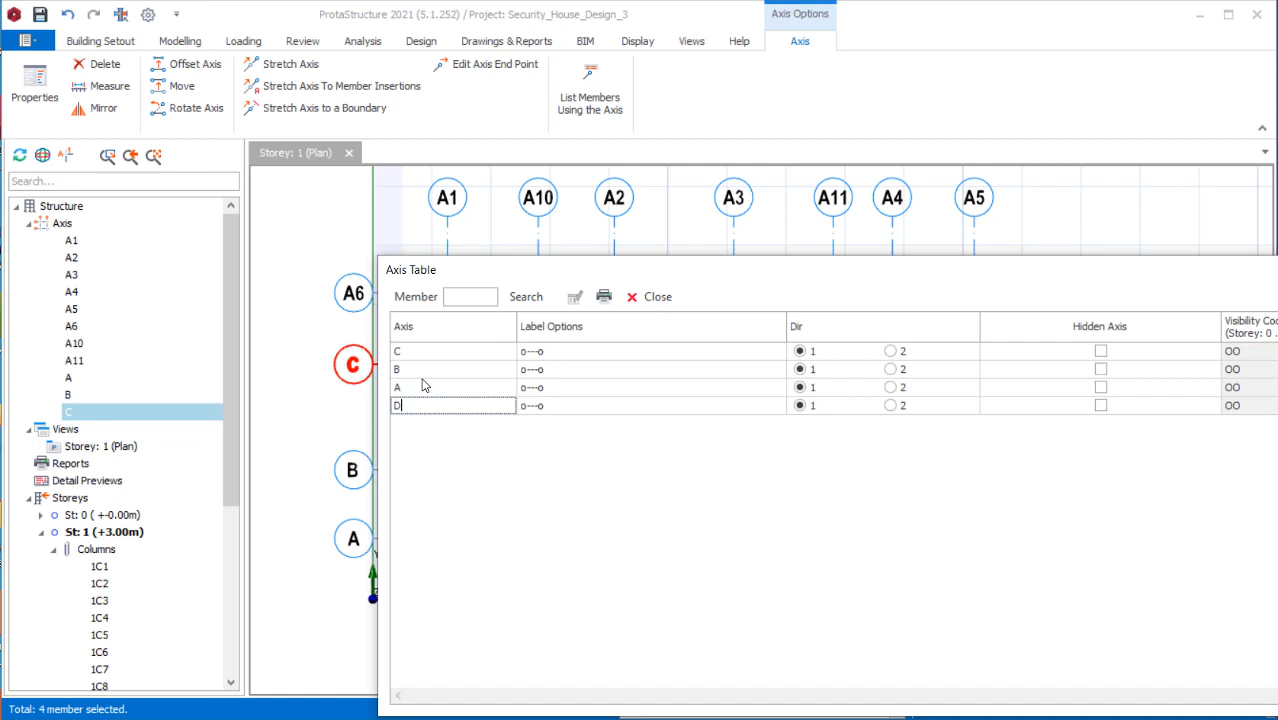 ProtaStructure 2021 (5.1.252) / Project: Security_House_Design_3
Axis Options
Building Setout
Modelling
Loading
Review
Analysis
Design
Drawings & Reports
BIM
Display
Views
Help
Axis
Properties
Delete
Measure
Mirror
Offset Axis
Move
Rotate Axis
Stretch Axis
Stretch Axis To Member Insertions
Stretch Axis to a Boundary
Edit Axis End Point
List Members
Using the Axis
Storey: 1 (Plan)
Search...
Structure
Axis
A1
A2
A3
A4
A5
A6
A10
A11
A
B
C
Views
Storey: 1 (Plan)
Reports
Detail Previews
Storeys
St: 0 ( +-0.00m)
St: 1 (+3.00m)
Columns
1C1
1C2
1C3
1C4
1C5
1C6
1C7
1C8
A1
A10
A2
A3
A11
A4
A5
A6
C
B
A
Axis Table
Member
Search
Close
Axis
Label Options
Dir
Hidden Axis
Visibility Co
(Storey: 0 .
C o---o 1 2 OO
B o---o 1 2 OO
A o---o 1 2 OO
D o---o 1 2 OO
Total: 4 member selected.